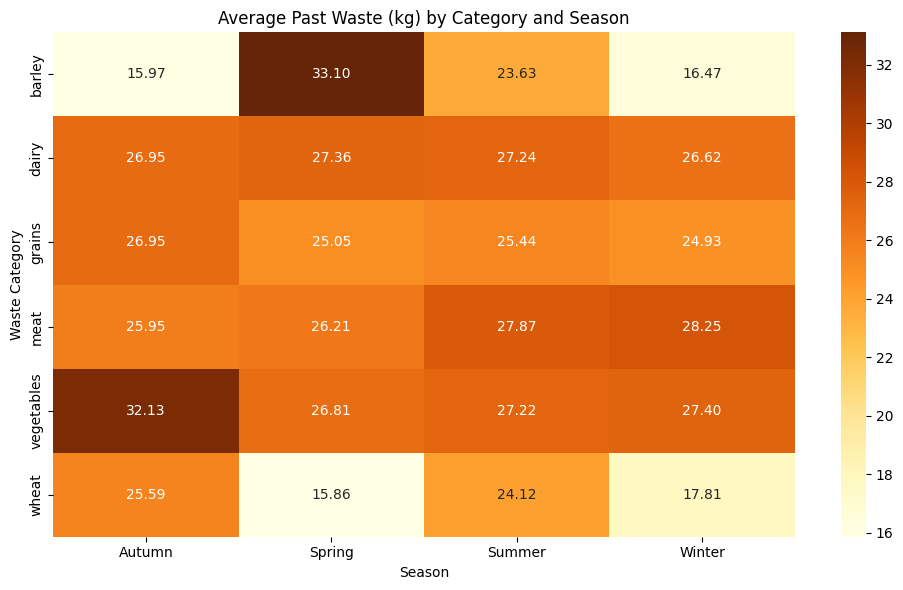 Average Past Waste (kg) by Category and Season
Waste Category
barley 15.97 33.10 23.63 16.47
dairy 26.95 27.36 27.24 26.62
grains 26.95 25.05 25.44 24.93
meat 25.95 26.21 27.87 28.25
vegetables 32.13 26.81 27.22 27.40
wheat 25.59 15.86 24.12 17.81
Autumn Spring Summer Winter
Season
32
30
28
26
24
22
20
18
16